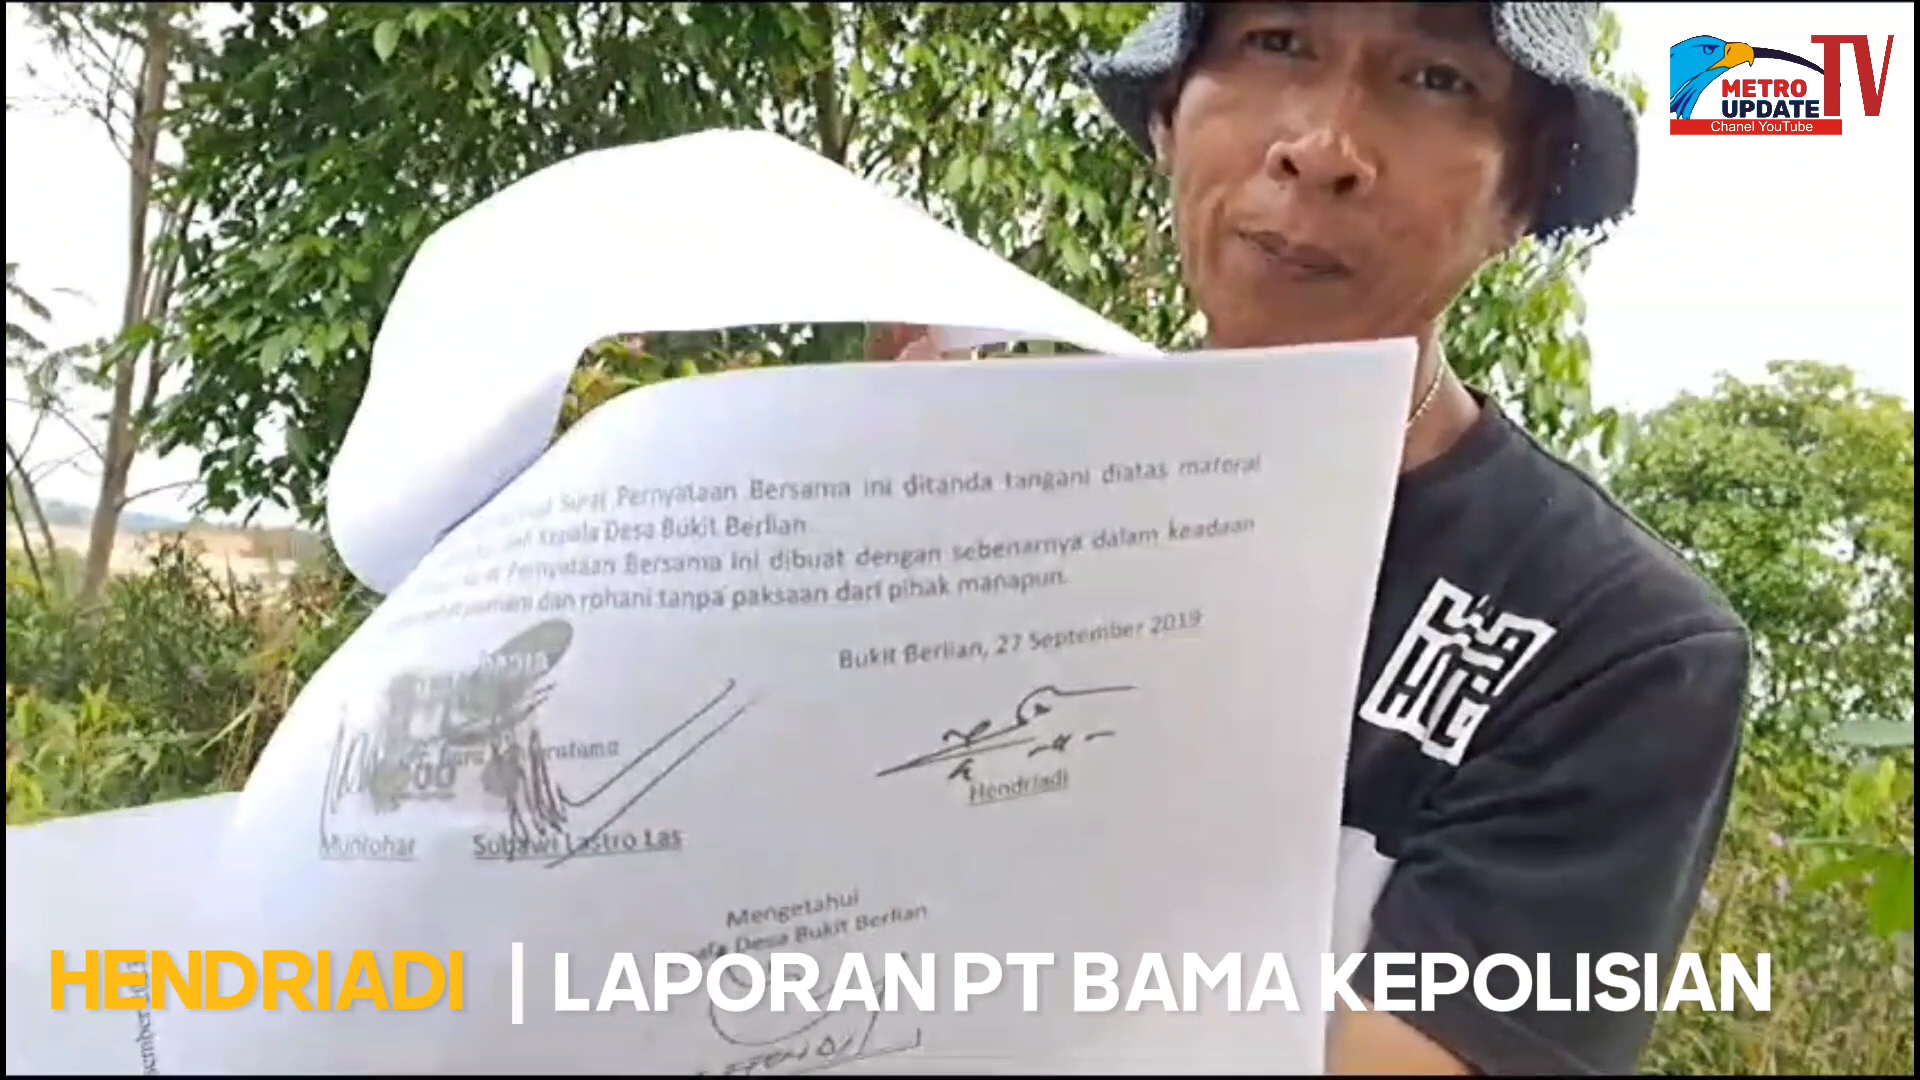 METRO
UPDATE
TV
Chanel YouTube
Pernyataan Bersama ini ditanda tangani diatas materai
Kepala Desa Bukit Berlian
Pernyataan Bersama ini dibuat dengan sebenarnya dalam keadaan
dan rohani tanpa paksaan dari pihak manapun.
Bukit Berlian, 27 September 2019
Muntohar
Subawi Lastro Las
Hendriadi
Mengetahui
Desa Bukit Berlian
HENDRIADI | LAPORAN PT BAMA KEPOLISIAN